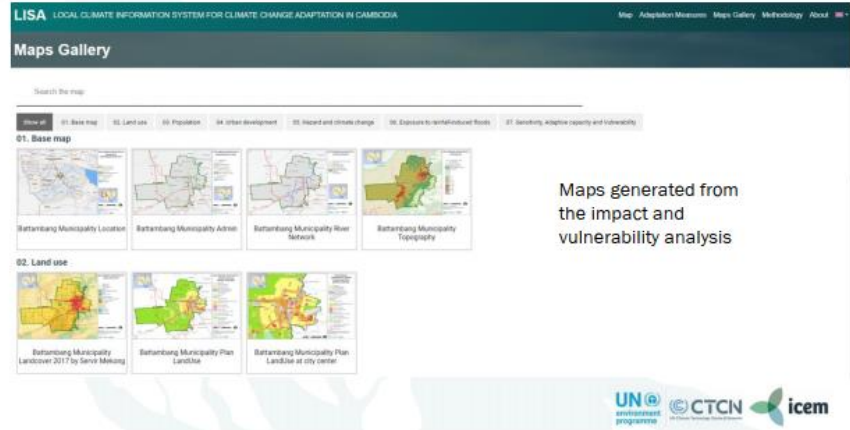 LISA LOCAL CLIMATE INFORMATION SYSTEM FOR CLIMATE CHANGE ADAPTATION IN CAMBODIA
Map Adaptation Measures Maps Gallery Methodology About
Maps Gallery
Search the map
Show all 01. Base map 02. Land use 03. Population 04. Urban development 05. Hazard and climate change 06. Exposure to rainfall-induced floods 07. Sensitivity, Adaptive capacity and Vulnerability
01. Base map
Battambang Municipality Location
Battambang Municipality Admin
Battambang Municipality River
Network
Battambang Municipality
Topography
Maps generated from
the impact and
vulnerability analysis
02. Land use
Battambang Municipality
Landcover 2017 by Servir Mekong
Battambang Municipality Plan
LandUse
Battambang Municipality Plan
LandUse at city center
UN
environment
programme
CTCN
icem